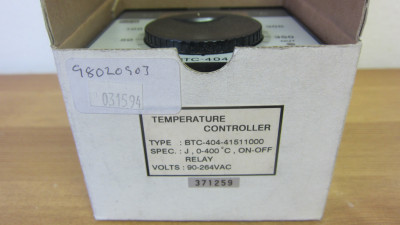 BTC-404
98020903
031594
TEMPERATURE
CONTROLLER
TYPE : BTC-404-41511000
SPEC. : J , 0-400°C , ON-OFF
RELAY
VOLTS : 90-264VAC
371259